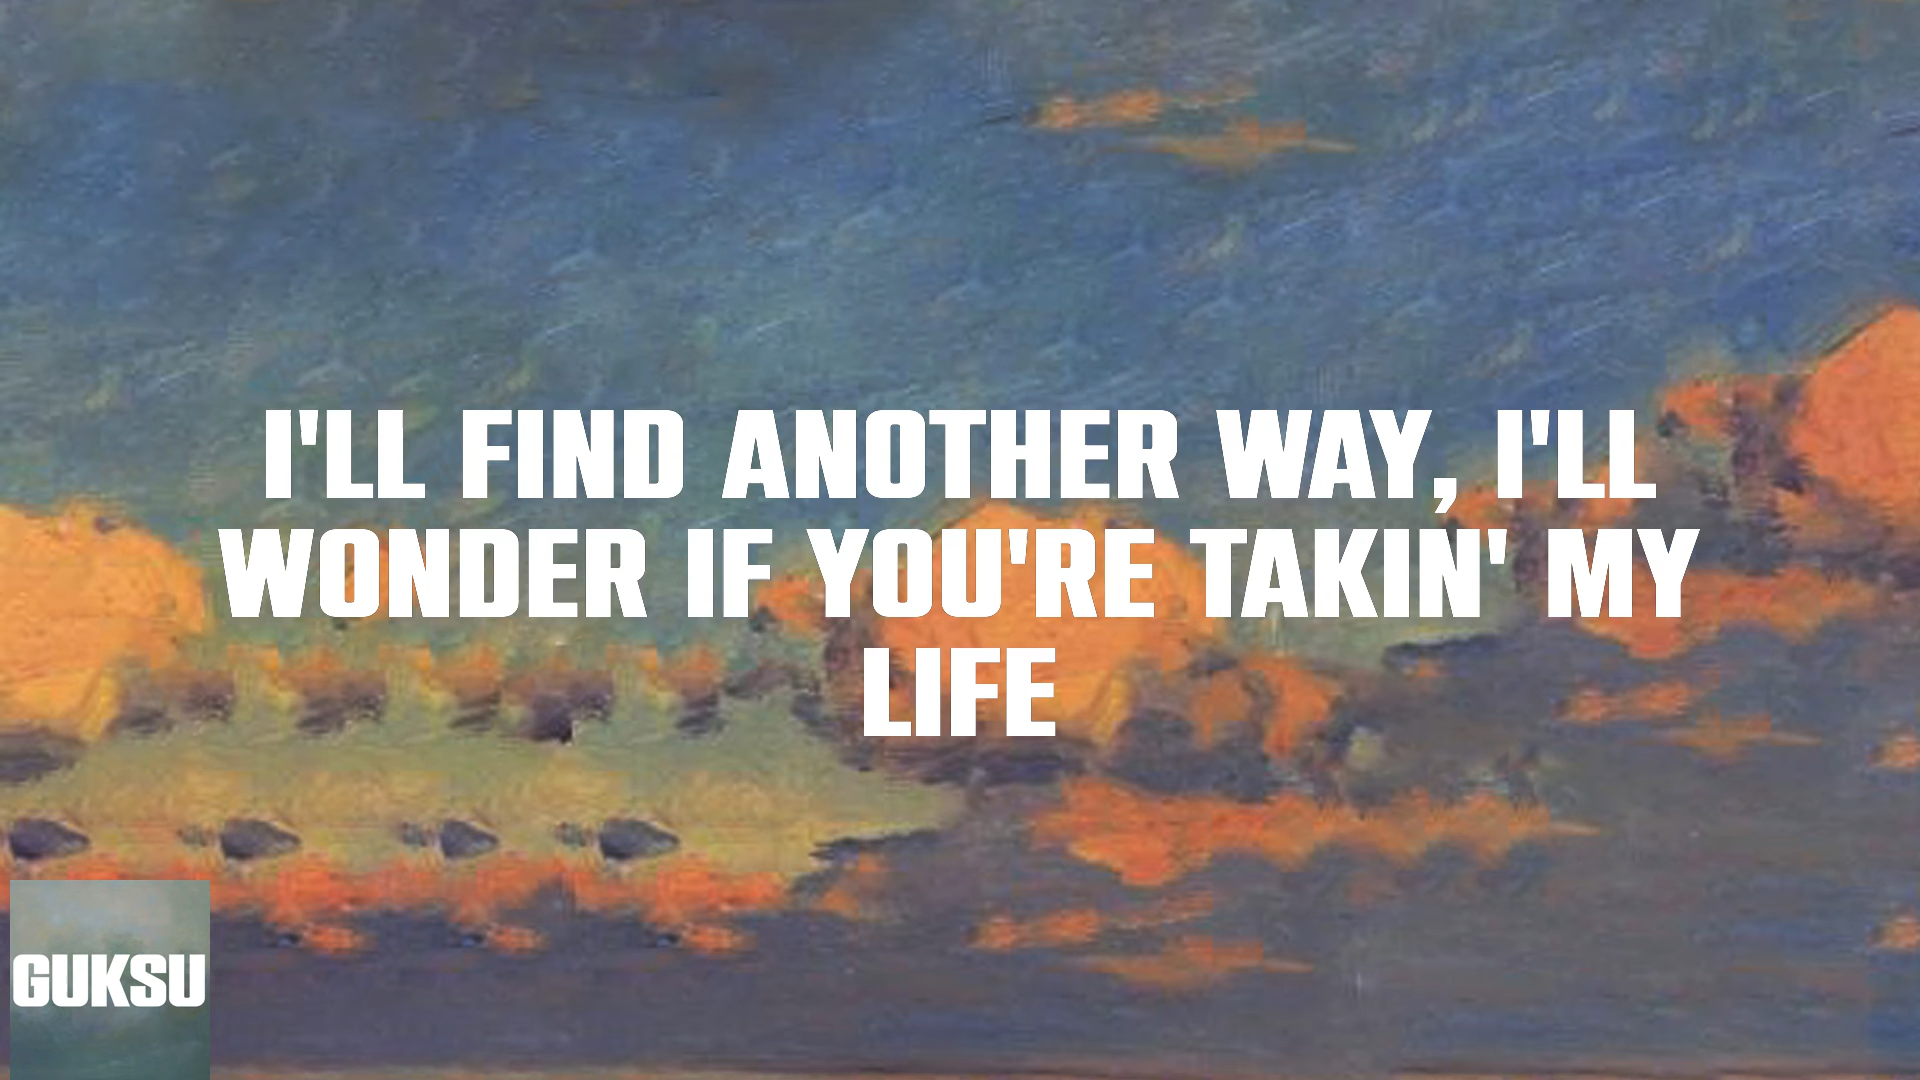 I'LL FIND ANOTHER WAY, I'LL
WONDER IF YOU'RE TAKIN' MY
LIFE
GUKSU